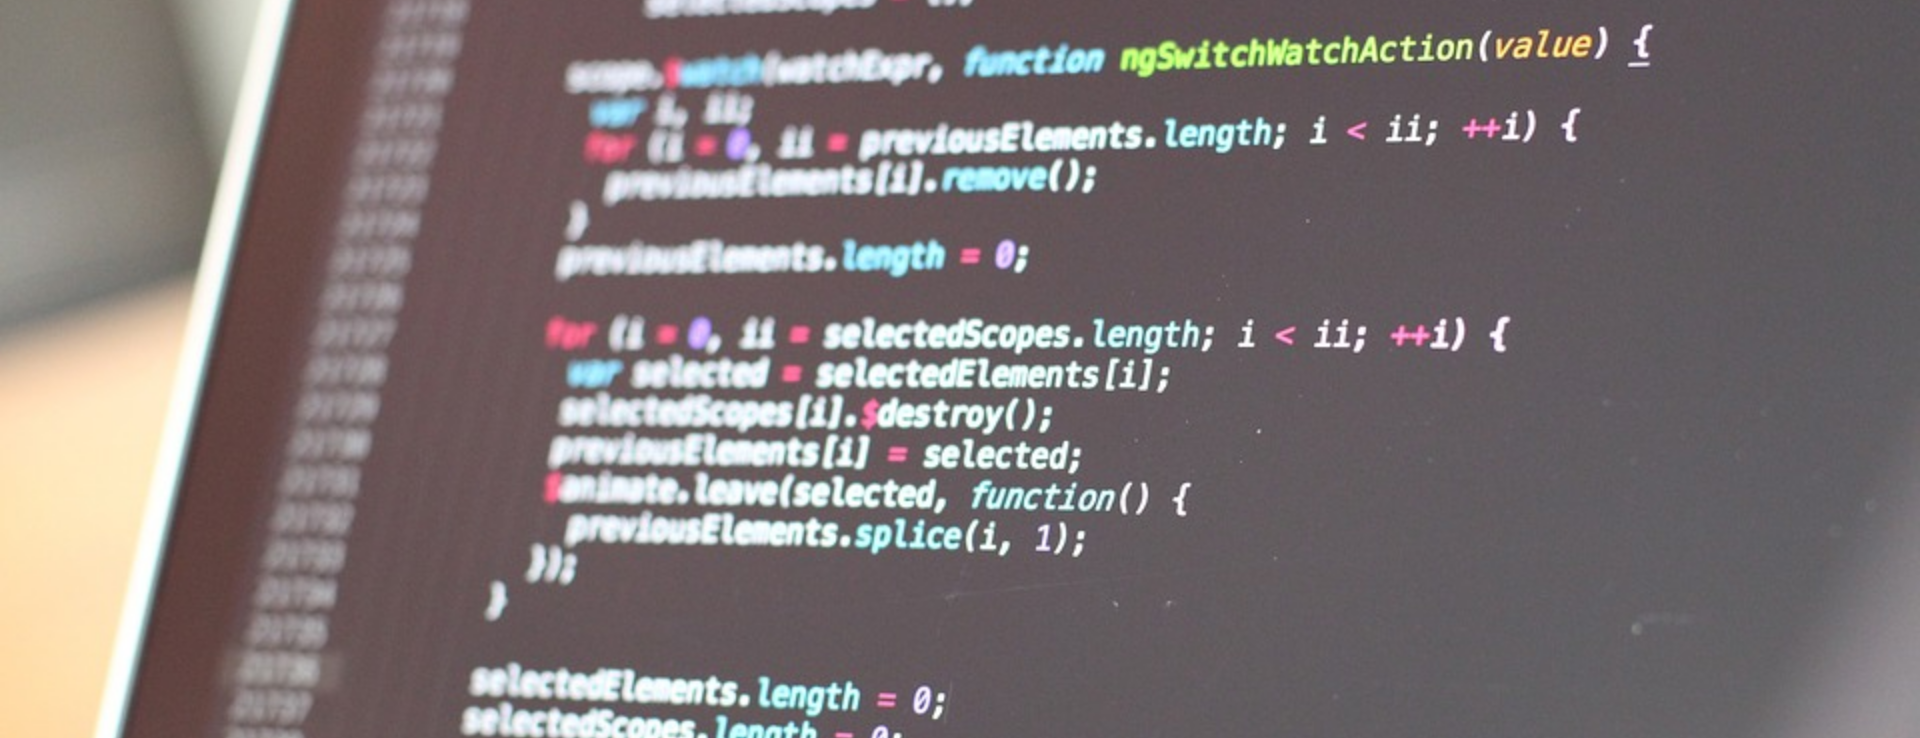 selectedScopes = [];
scope.$watch(watchExpr, function ngSwitchWatchAction(value) {
var i, ii;
for (i = 0, ii = previousElements.length; i < ii; ++i) {
previousElements[i].remove();
}
previousElements.length = 0;
for (i = 0, ii = selectedScopes.length; i < ii; ++i) {
var selected = selectedElements[i];
selectedScopes[i].$destroy();
previousElements[i] = selected;
$animate.leave(selected, function() {
previousElements.splice(i, 1);
});
}
selectedElements.length = 0;
selectedScopes.length = 0;